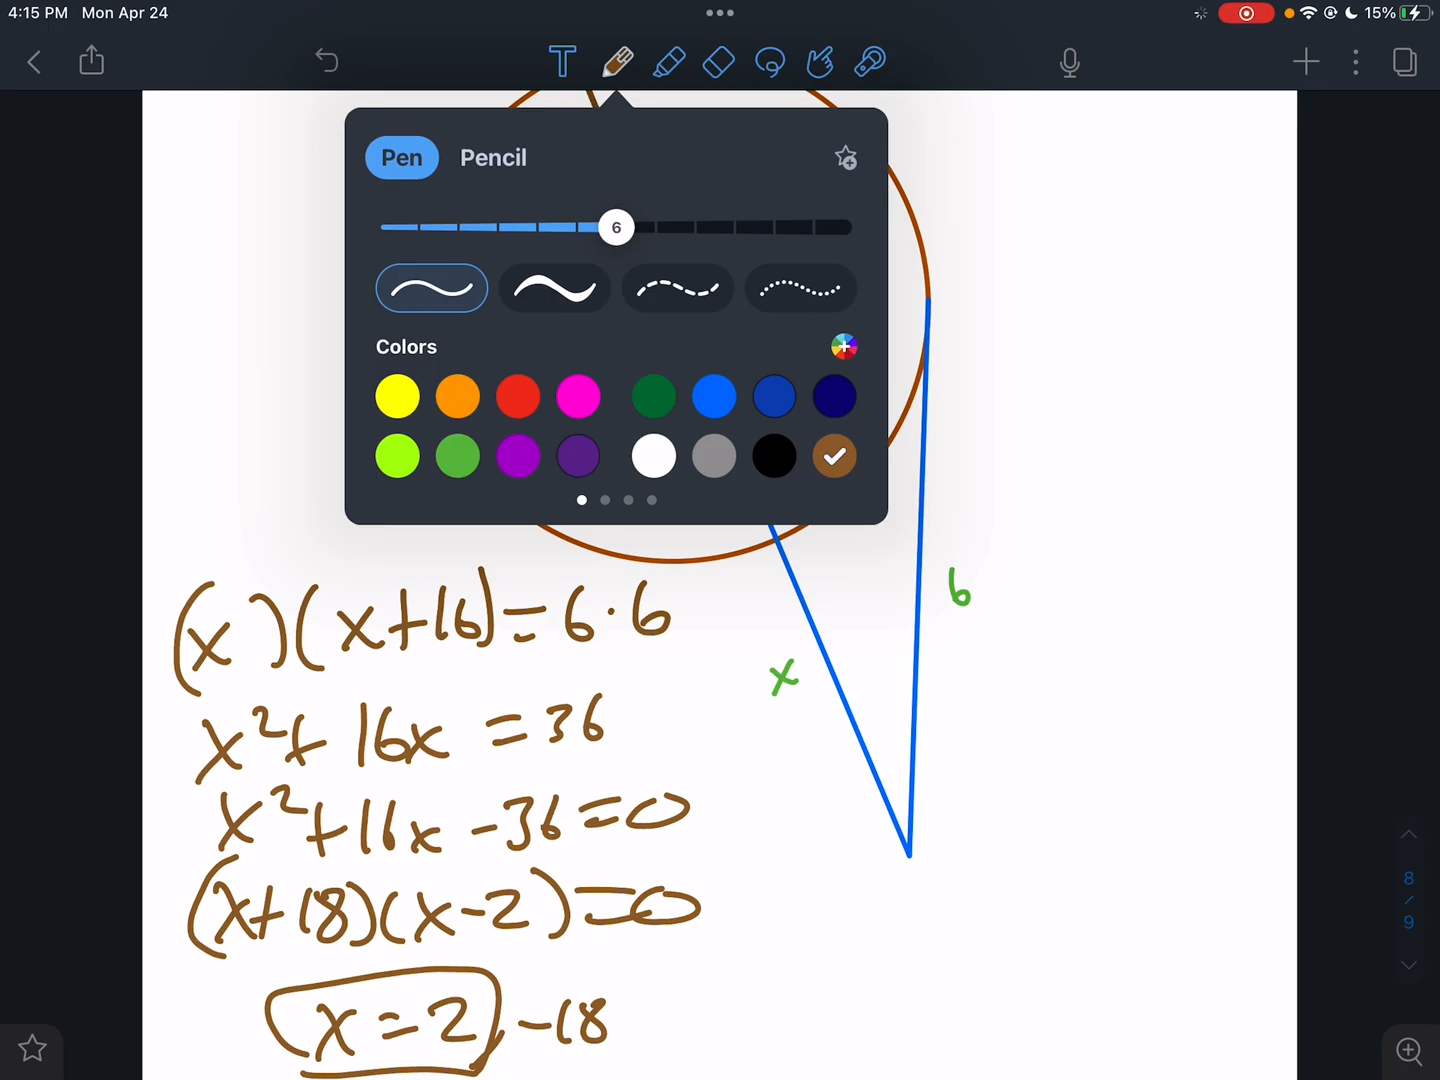 4:15 PM Mon Apr 24
15%
T
Pen Pencil
6
Colors
6
x
(x)(x+16)=6·6
x²+16x=36
x²+16x-36=0
(x+18)(x-2)=0
x=2, -18
8
9